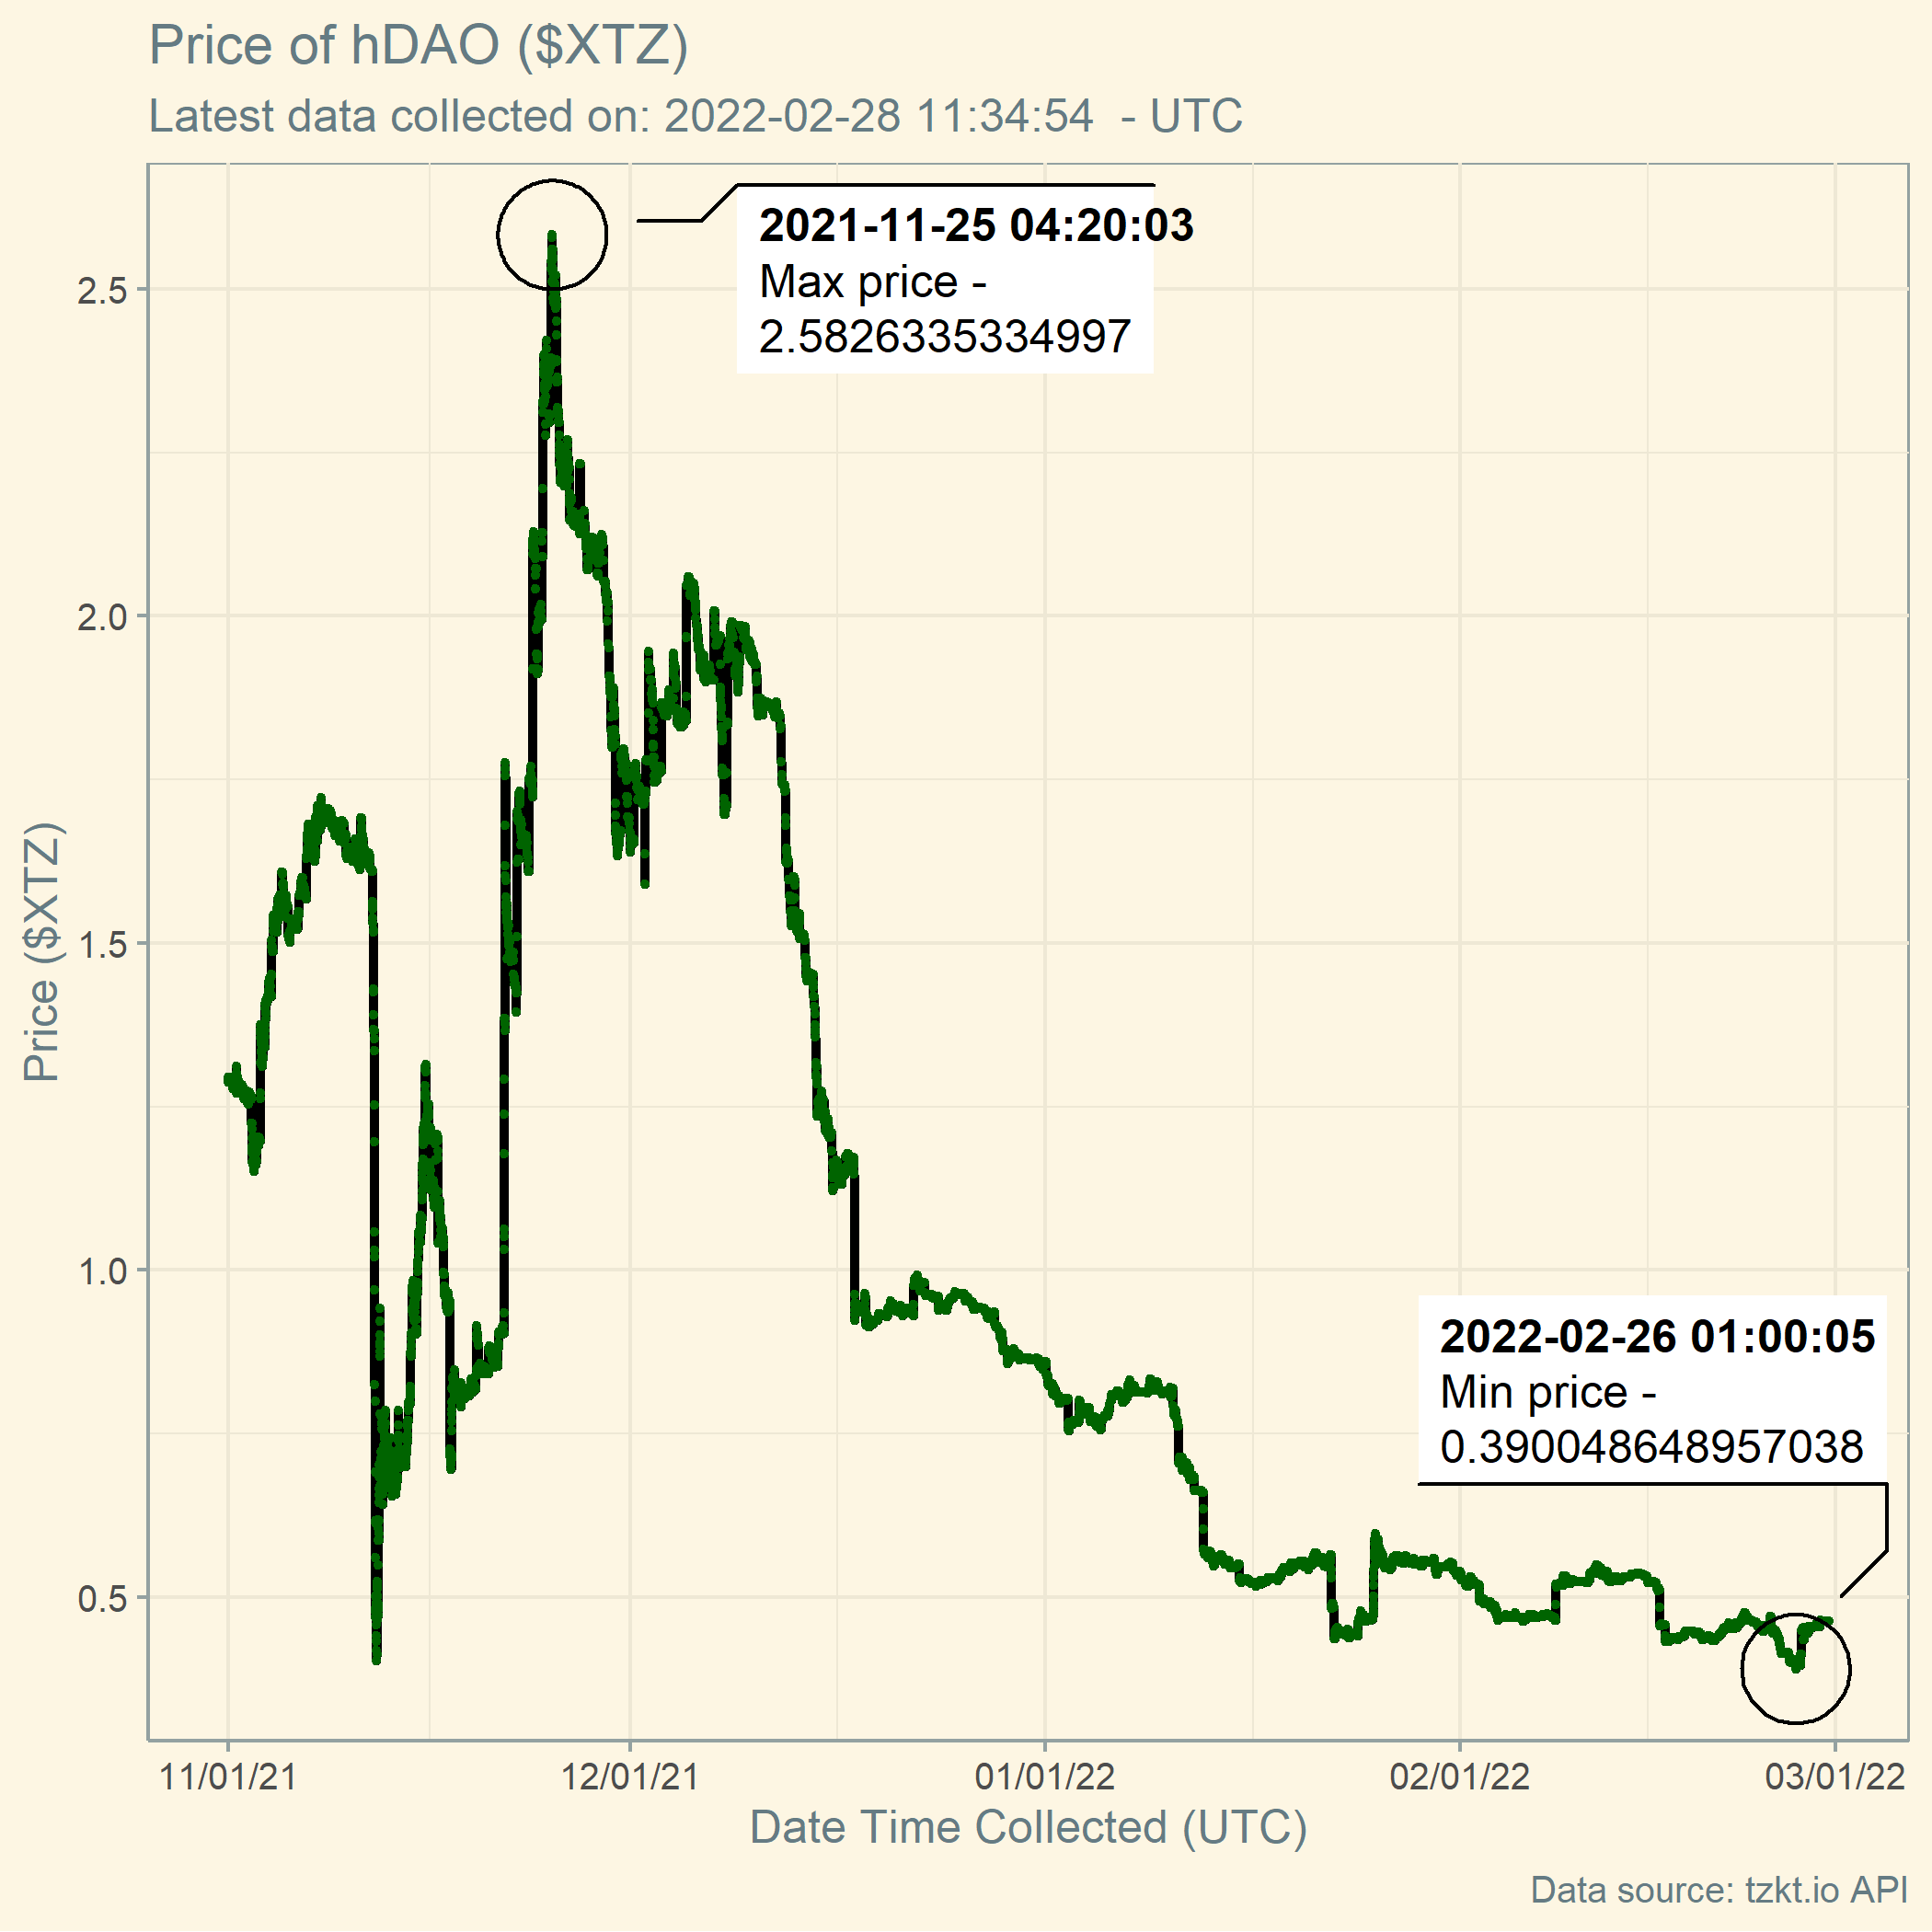 Price of hDAO ($XTZ)
Latest data collected on: 2022-02-28 11:34:54  - UTC
2021-11-25 04:20:03
Max price -
2.5826335334997
2.5
2.0
Price ($XTZ)
1.5
1.0
2022-02-26 01:00:05
Min price -
0.390048648957038
0.5
11/01/21
12/01/21
01/01/22
02/01/22
03/01/22
Date Time Collected (UTC)
Data source: tzkt.io API